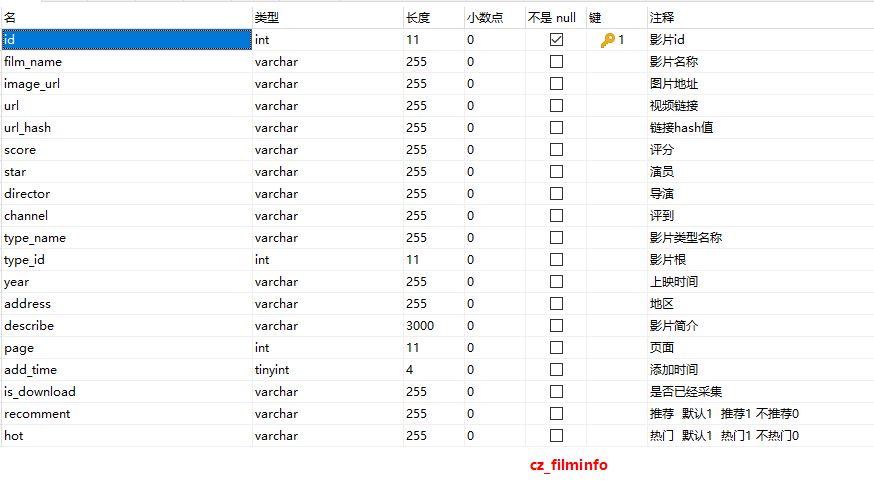 名 类型 长度 小数点 不是 null 键 注释
id int 11 0 1 影片id
film_name varchar 255 0 影片名称
image_url varchar 255 0 图片地址
url varchar 255 0 视频链接
url_hash varchar 255 0 链接hash值
score varchar 255 0 评分
star varchar 255 0 演员
director varchar 255 0 导演
channel varchar 255 0 评到
type_name varchar 255 0 影片类型名称
type_id int 11 0 影片根
year varchar 255 0 上映时间
address varchar 255 0 地区
describe varchar 3000 0 影片简介
page int 11 0 页面
add_time tinyint 4 0 添加时间
is_download varchar 255 0 是否已经采集
recomment varchar 255 0 推荐 默认1 推荐1 不推荐0
hot varchar 255 0 热门 默认1 热门1 不热门0
cz_filminfo